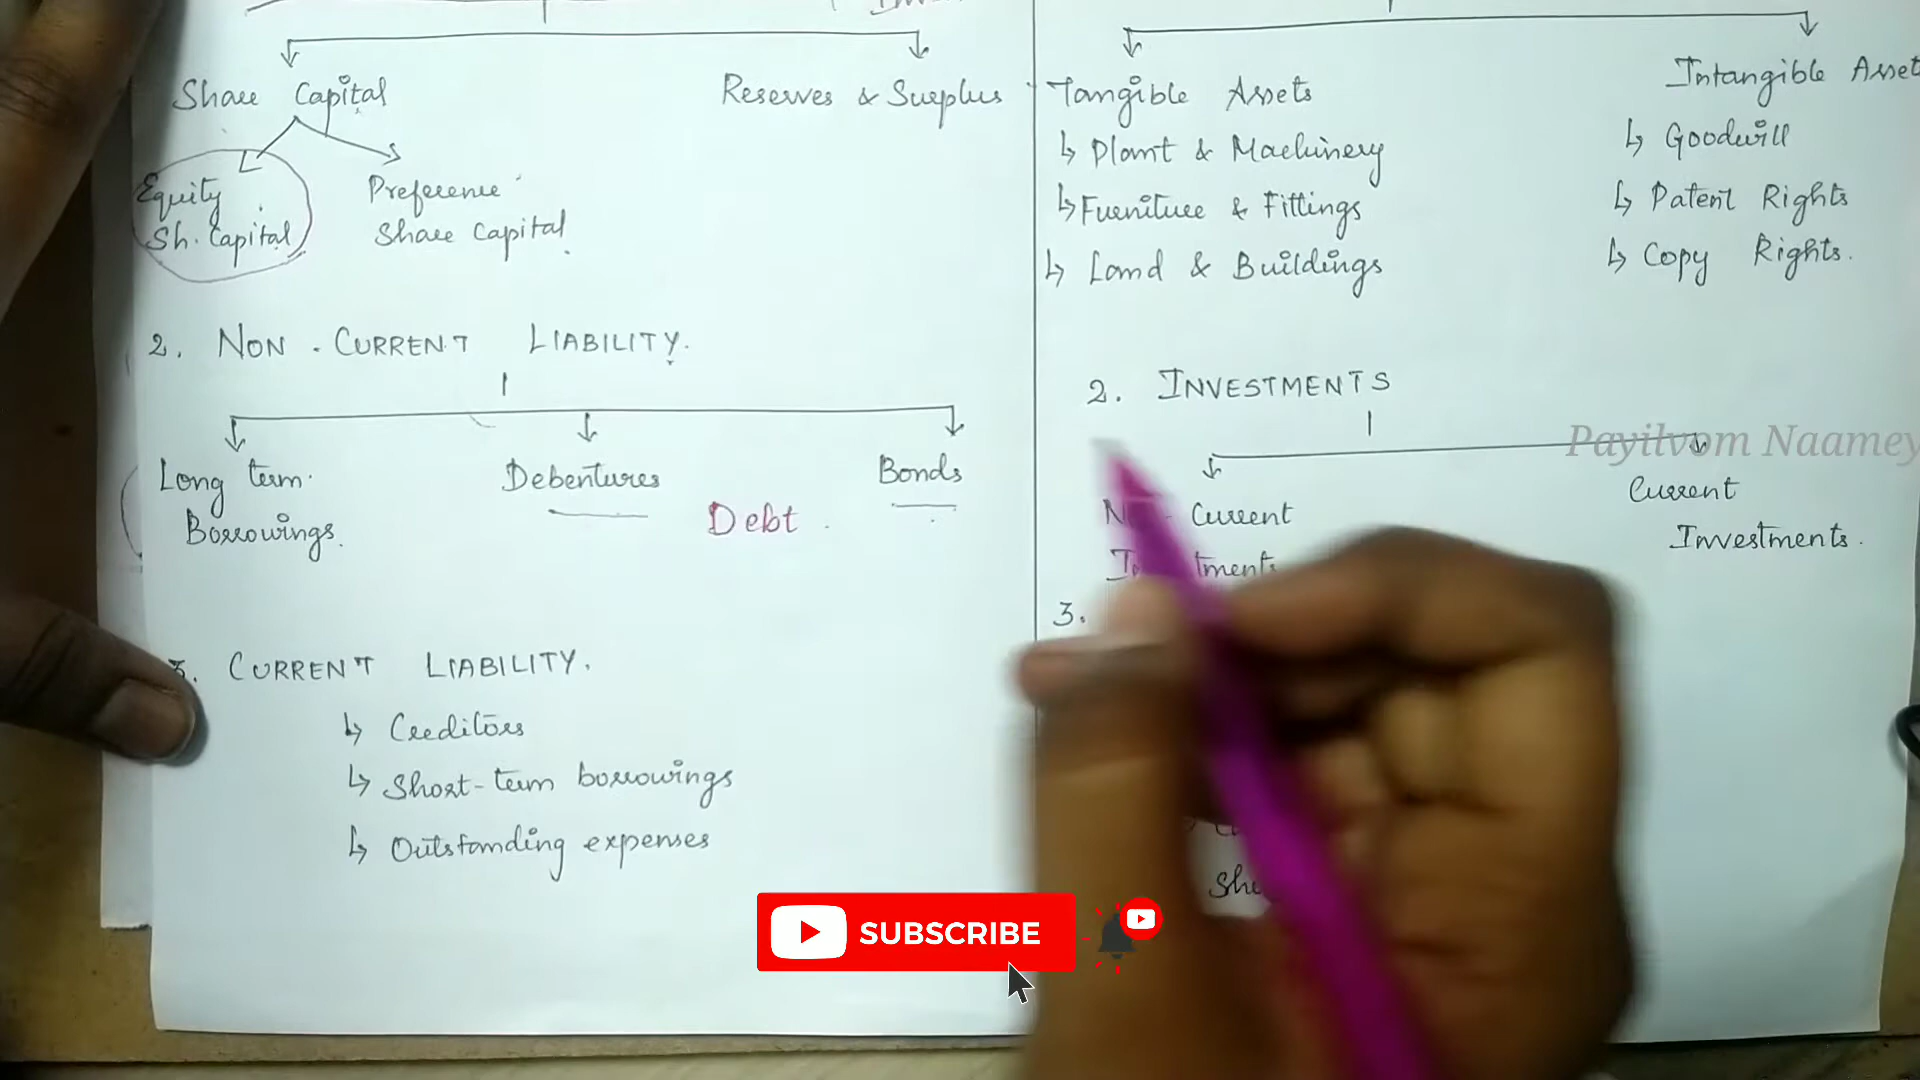 Share Capital
Reserves & Surplus
Equity
Sh. Capital
Preference
Share Capital.
2. NON-CURRENT LIABILITY.
Long term
Borrowings.
Debentures
Debt
Bonds
3. CURRENT LIABILITY.
↳ Creditors
↳ Short-term borrowings
↳ Outstanding expenses
Tangible Assets
↳ Plant & Machinery
↳ Furniture & Fittings
↳ Land & Buildings
Intangible Asset
↳ Goodwill
↳ Patent Rights
↳ Copy Rights.
2. INVESTMENTS
Payilvom Naamey
Current
Current
Investments.
3.
SUBSCRIBE